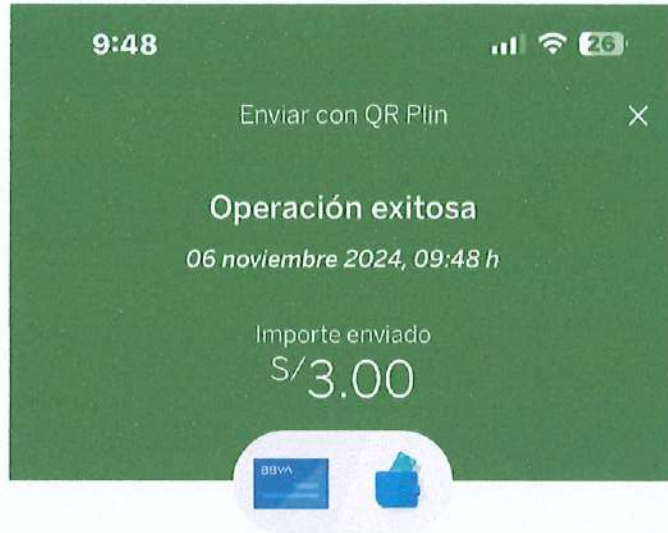 9:48
26
Enviar con QR Plin
Operación exitosa
06 noviembre 2024, 09:48 h
Importe enviado
S/3.00
BBVA